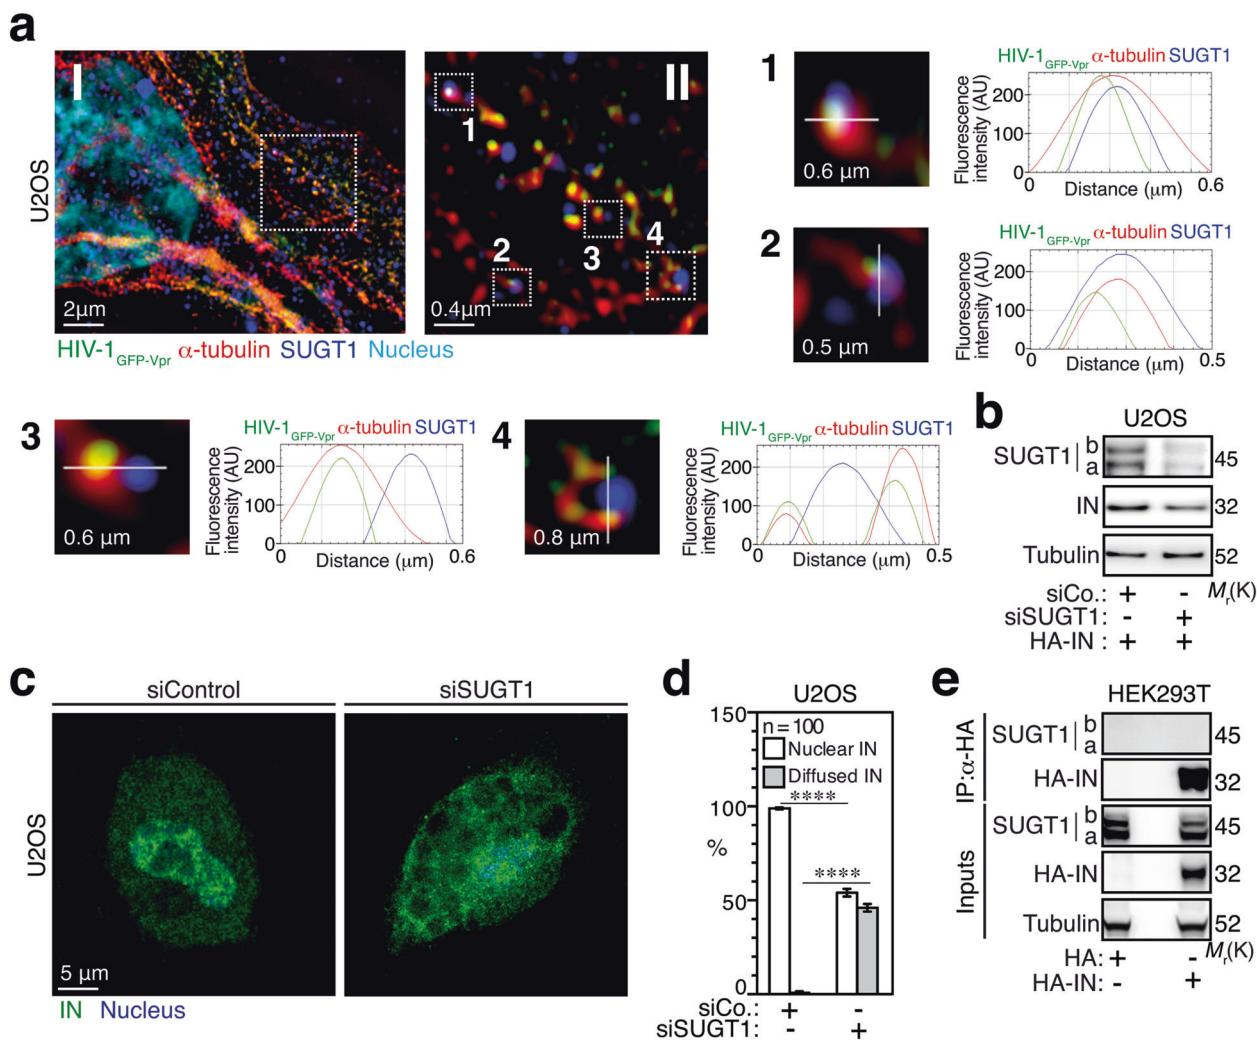 a
U2OS
I
2μm
II
1
2
3
4
0.4μm
HIV-1GFP-Vpr α-tubulin SUGT1 Nucleus
1
0.6 μm
HIV-1GFP-Vpr α-tubulin SUGT1
Fluorescence
intensity (AU)
200
100
0
0
Distance (μm)
0.6
2
0.5 μm
HIV-1GFP-Vpr α-tubulin SUGT1
Fluorescence
intensity (AU)
200
100
0
0
Distance (μm)
0.5
3
0.6 μm
HIV-1GFP-Vpr α-tubulin SUGT1
Fluorescence
intensity (AU)
200
100
0
0
Distance (μm)
0.6
4
0.8 μm
HIV-1GFP-Vpr α-tubulin SUGT1
Fluorescence
intensity (AU)
200
100
0
0
Distance (μm)
0.5
b
U2OS
SUGT1 b
a
45
IN 32
Tubulin 52
siCo.: + - Mr(K)
siSUGT1: - +
HA-IN : + +
c
siControl siSUGT1
U2OS
5 μm
IN Nucleus
d
U2OS
150
n = 100
Nuclear IN
Diffused IN
100
****
%
****
50
0
siCo.: + -
siSUGT1: - +
e
HEK293T
IP:α-HA
SUGT1 b
a
45
HA-IN 32
Inputs
SUGT1 b
a
45
HA-IN 32
Tubulin 52
HA: + - Mr(K)
HA-IN: - +